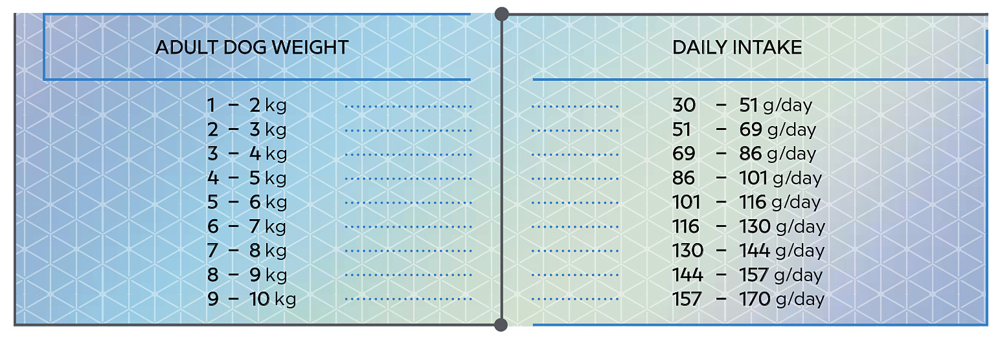 ADULT DOG WEIGHT DAILY INTAKE
1 – 2 kg 30 – 51 g/day
2 – 3 kg 51 – 69 g/day
3 – 4 kg 69 – 86 g/day
4 – 5 kg 86 – 101 g/day
5 – 6 kg 101 – 116 g/day
6 – 7 kg 116 – 130 g/day
7 – 8 kg 130 – 144 g/day
8 – 9 kg 144 – 157 g/day
9 – 10 kg 157 – 170 g/day